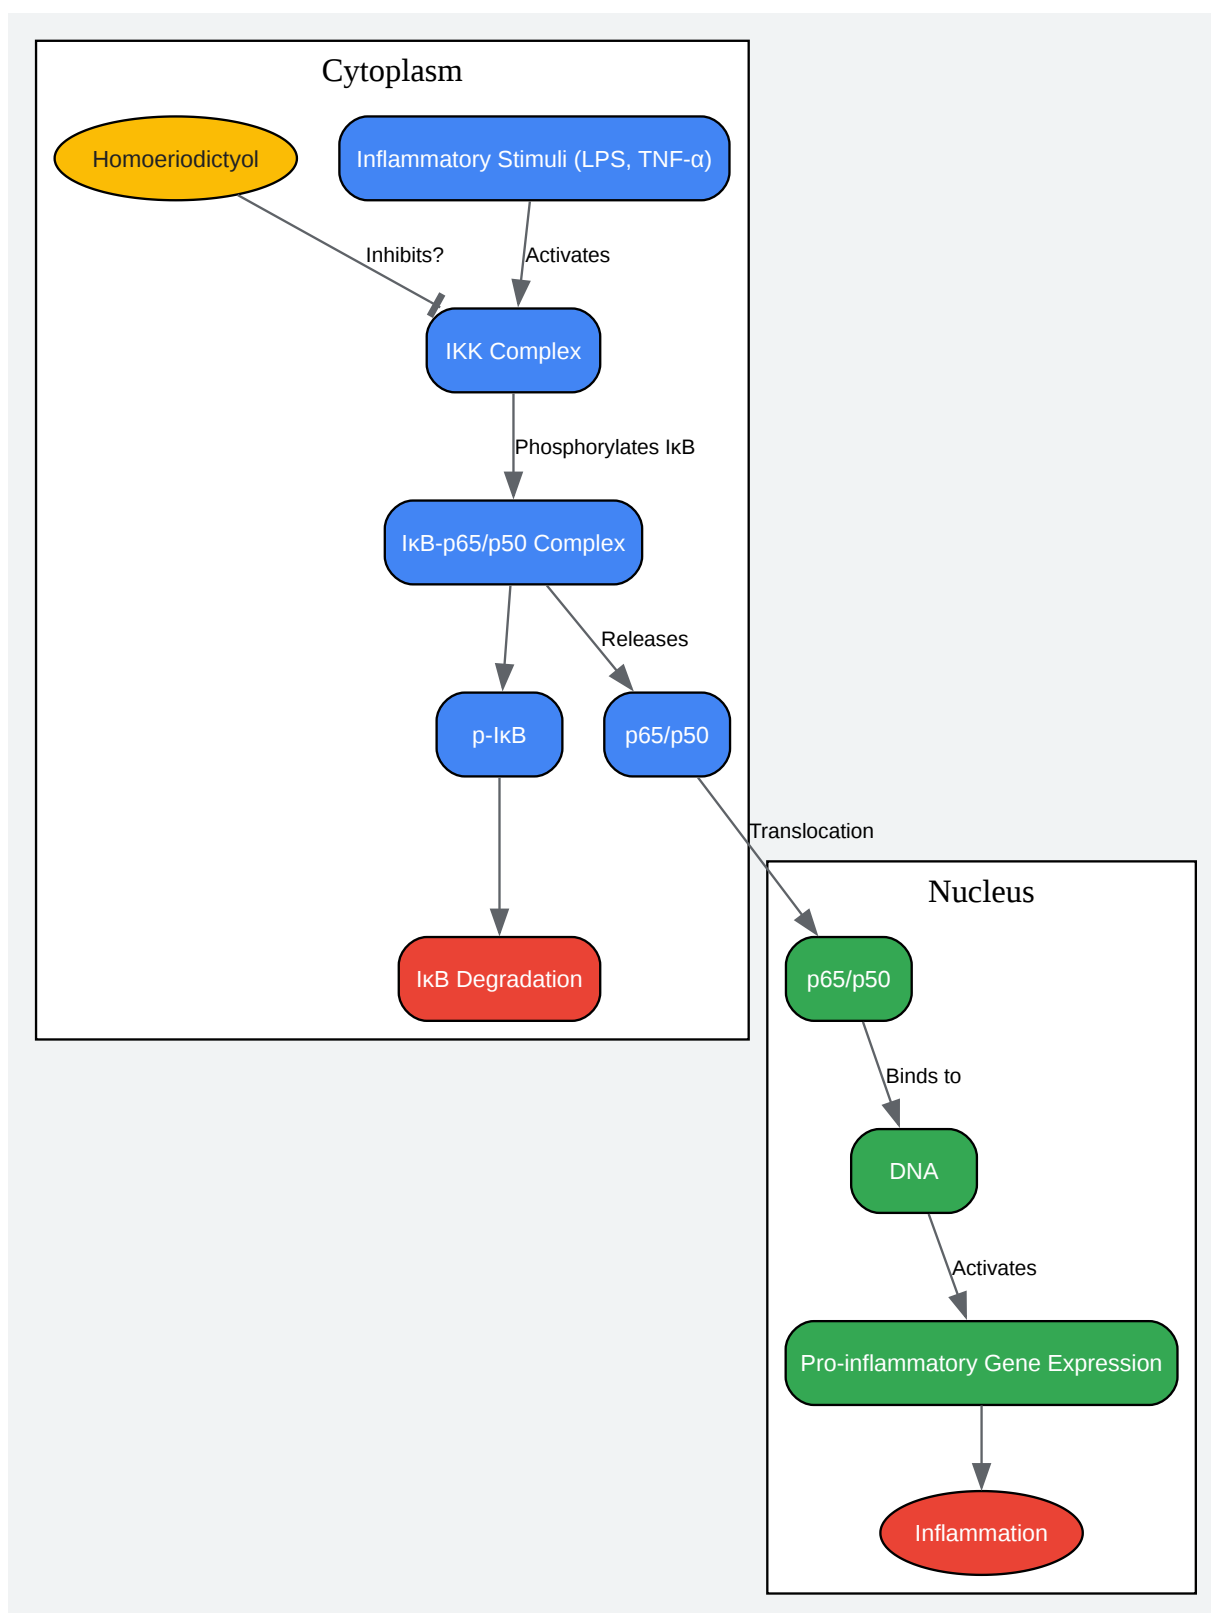 Cytoplasm
Homoeriodictyol
Inflammatory Stimuli (LPS, TNF-α)
Inhibits?
Activates
IKK Complex
Phosphorylates IκB
IκB-p65/p50 Complex
Releases
p-IκB
p65/p50
Translocation
Nucleus
IκB Degradation
p65/p50
Binds to
DNA
Activates
Pro-inflammatory Gene Expression
Inflammation